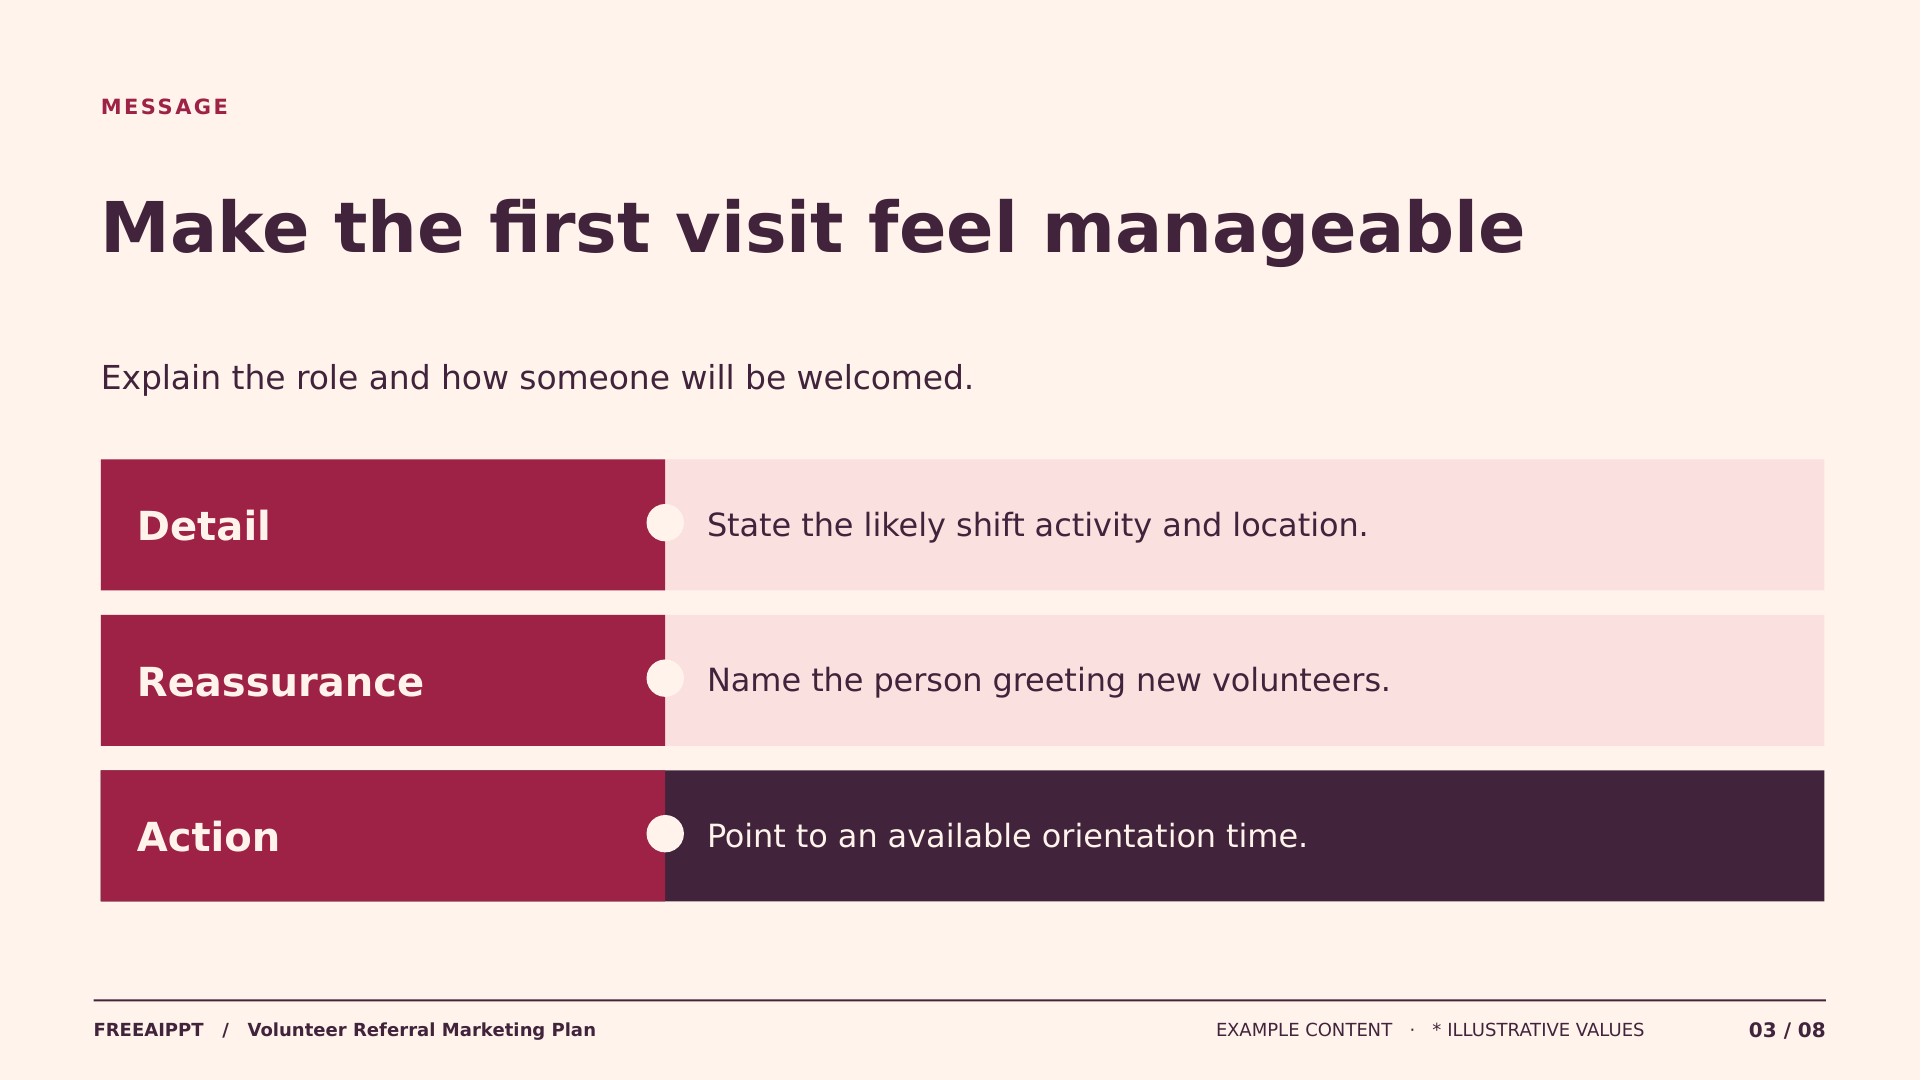 MESSAGE
Make the first visit feel manageable
Explain the role and how someone will be welcomed.
Detail
State the likely shift activity and location.
Reassurance
Name the person greeting new volunteers.
Action
Point to an available orientation time.
FREEAIPPT / Volunteer Referral Marketing Plan
EXAMPLE CONTENT · * ILLUSTRATIVE VALUES
03 / 08